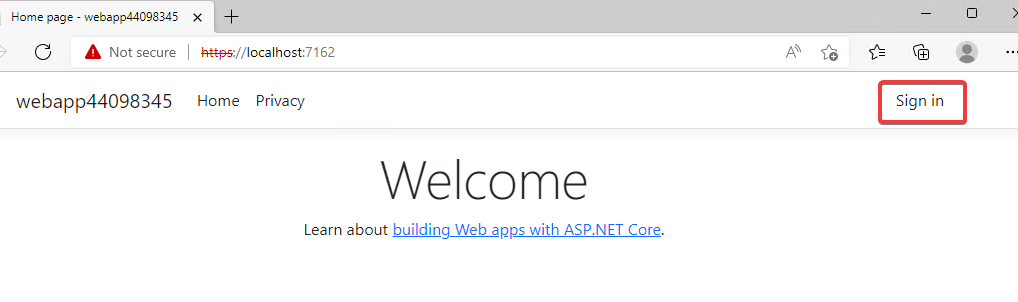 Home page - webapp44098345
Not secure https://localhost:7162
webapp44098345 Home Privacy Sign in
Welcome
Learn about building Web apps with ASP.NET Core.